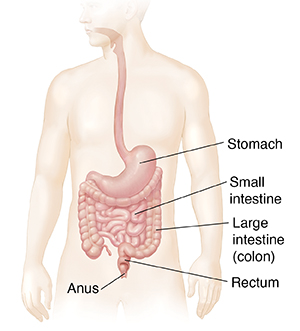 Stomach
Small
intestine
Large
intestine
(colon)
Rectum
Anus